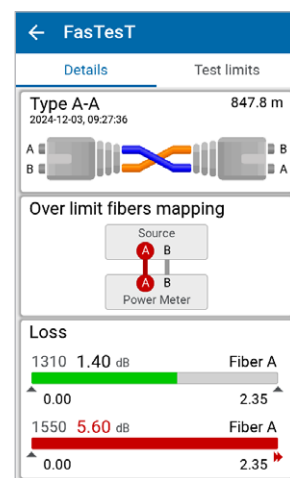 FasTesT
Details Test limits
Type A-A 847.8 m
2024-12-03, 09:27:36
A B
B A
Over limit fibers mapping
Source
A B
A B
Power Meter
Loss
1310 1.40 dB Fiber A
0.00 2.35
1550 5.60 dB Fiber A
0.00 2.35